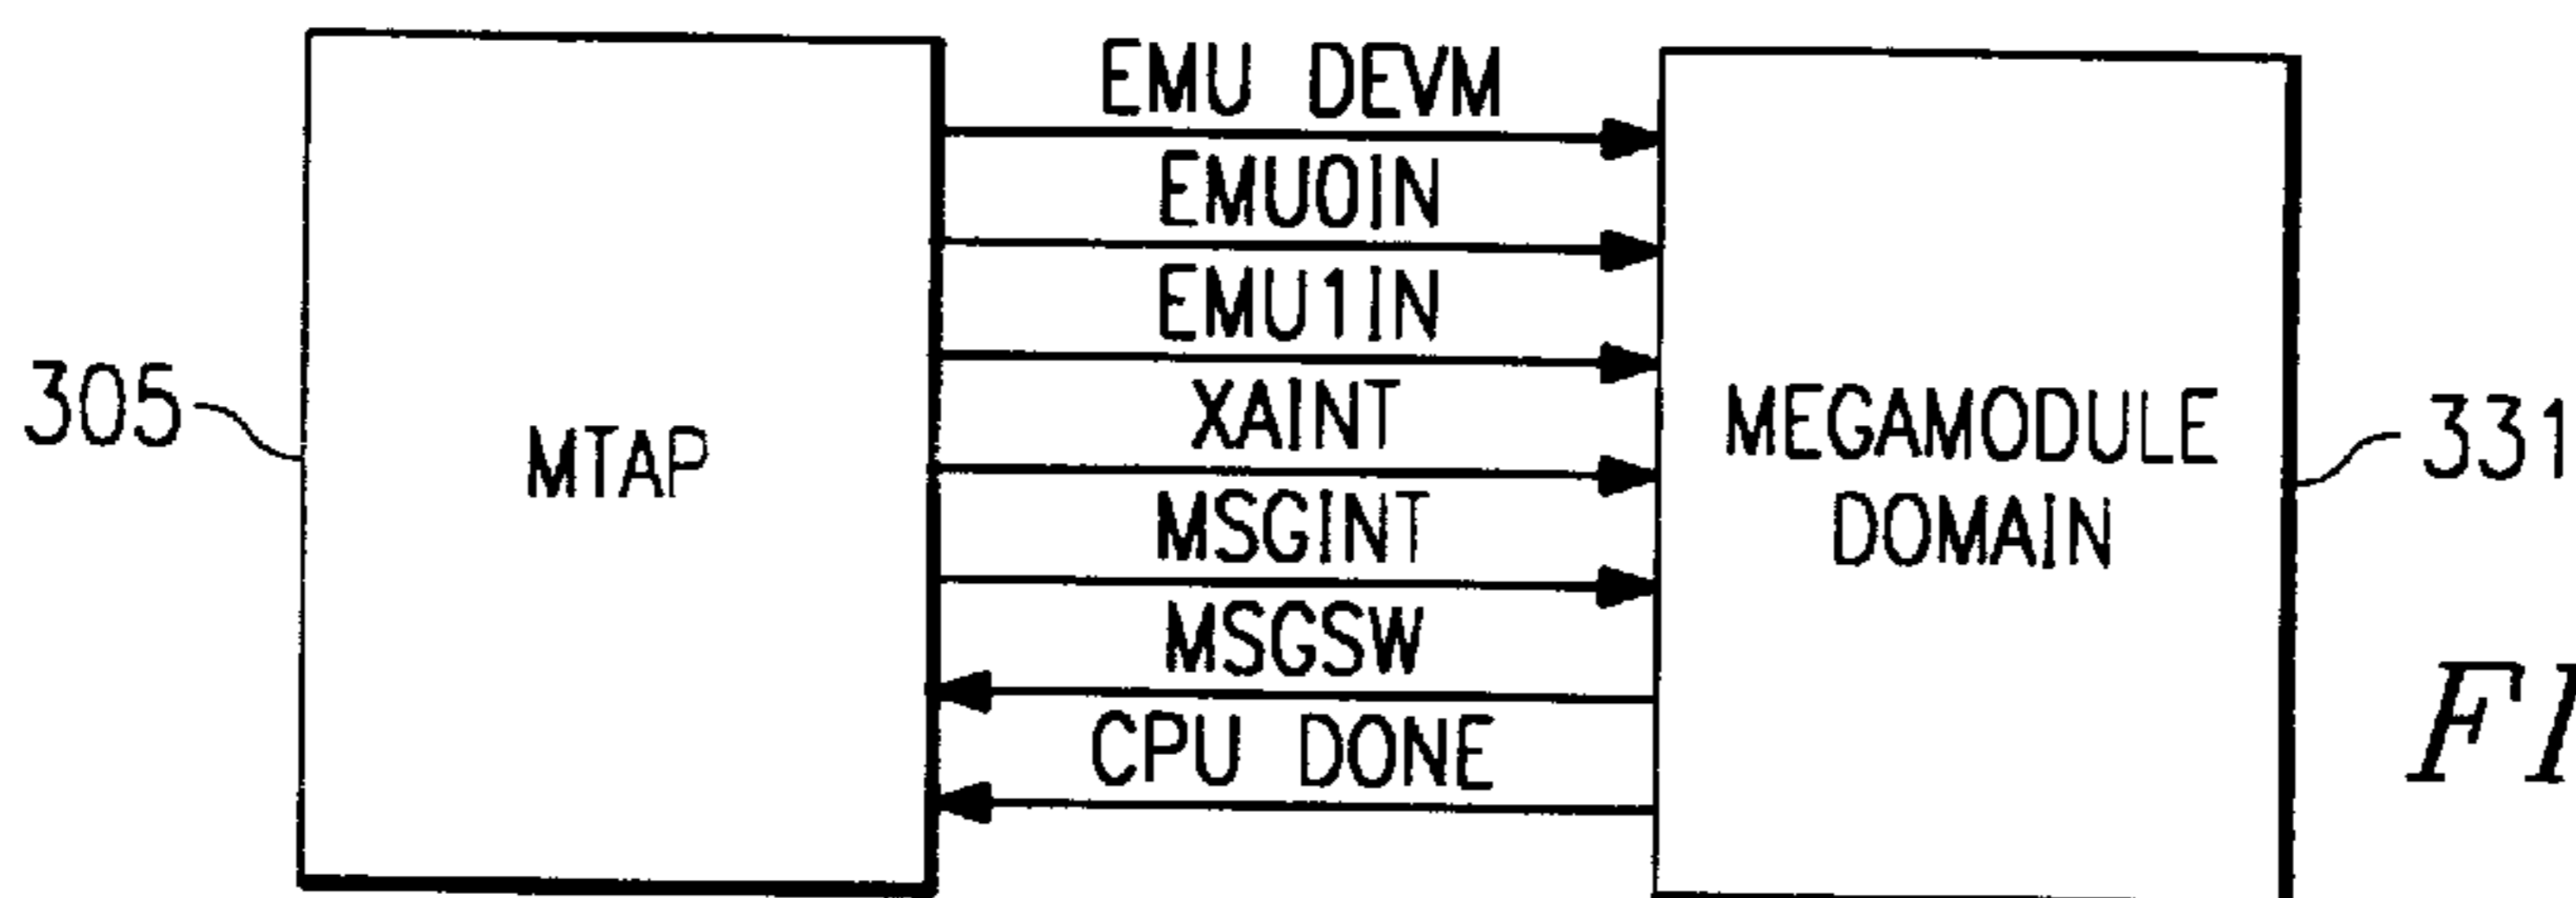 EMU DEVM
EMU0IN
EMU1IN
XAINT
MSGINT
MSGSW
CPU DONE
305
MTAP
MEGAMODULE
DOMAIN
331